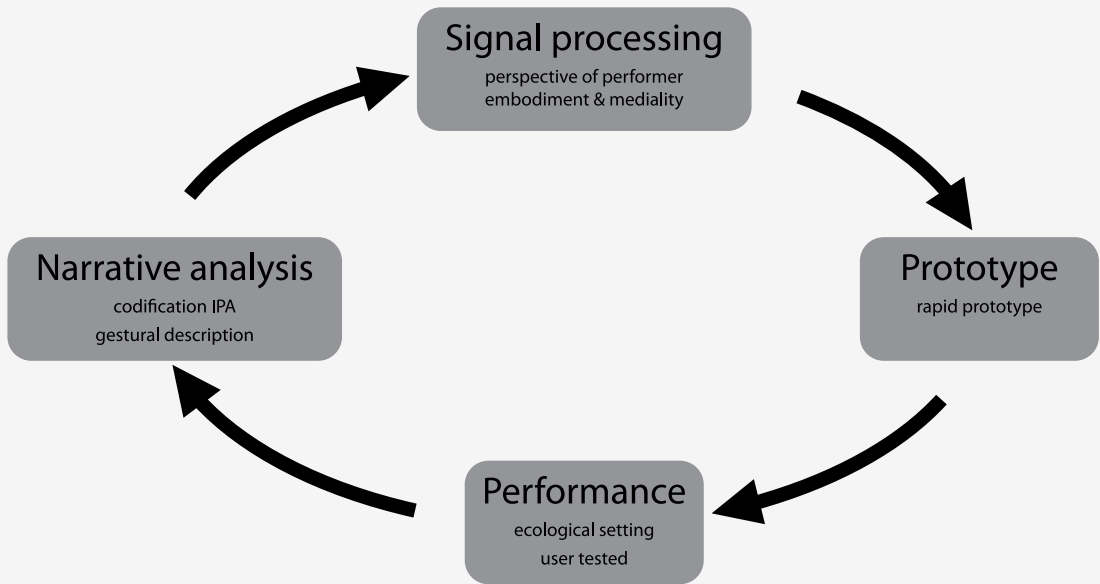 Signal processing
perspective of performer
embodiment & mediality
Narrative analysis
codification IPA
gestural description
Prototype
rapid prototype
Performance
ecological setting
user tested